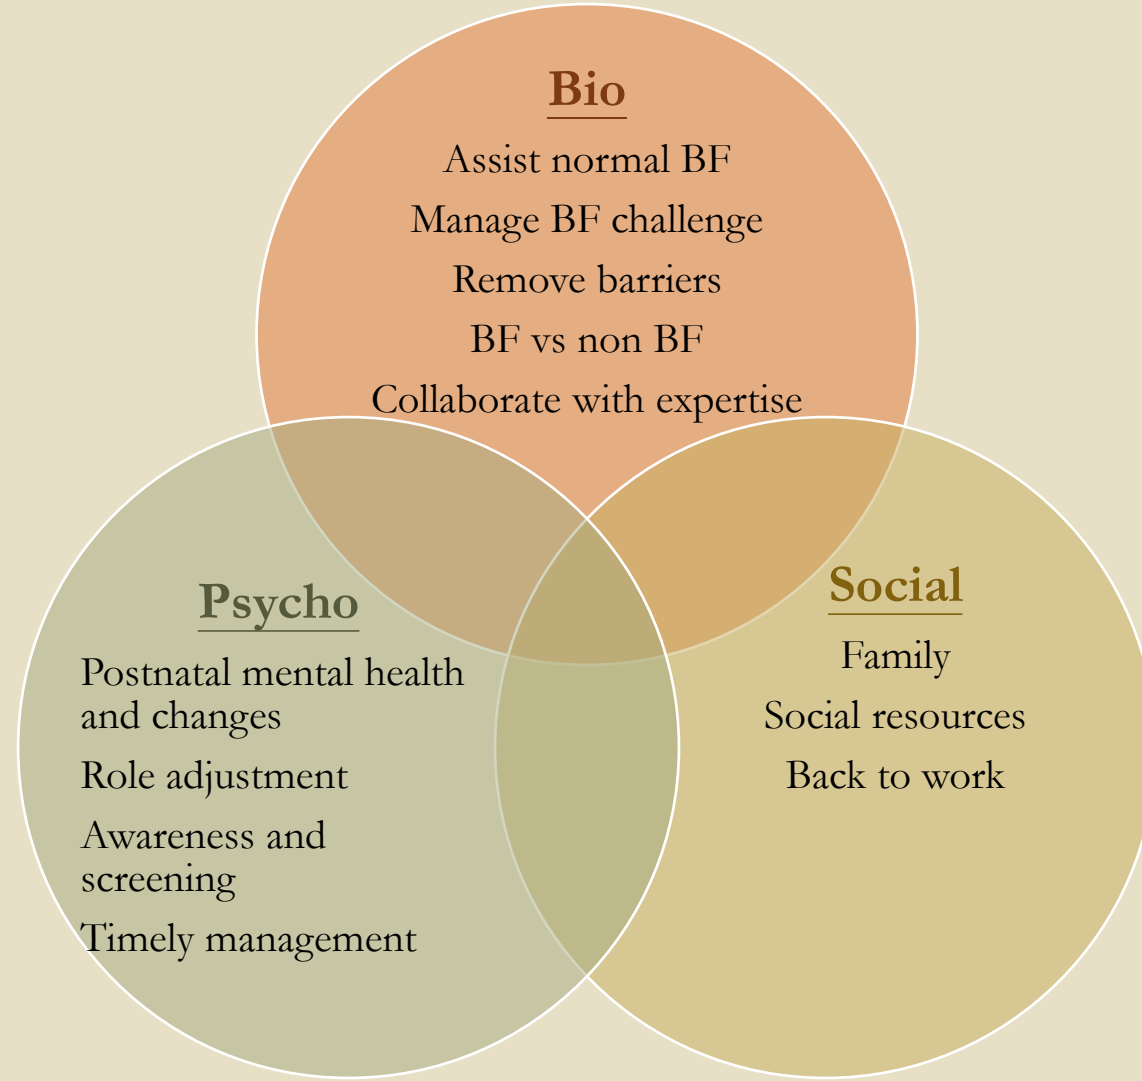 Bio
Assist normal BF
Manage BF challenge
Remove barriers
BF vs non BF
Collaborate with expertise
Psycho
Postnatal mental health
and changes
Role adjustment
Awareness and
screening
Timely management
Social
Family
Social resources
Back to work